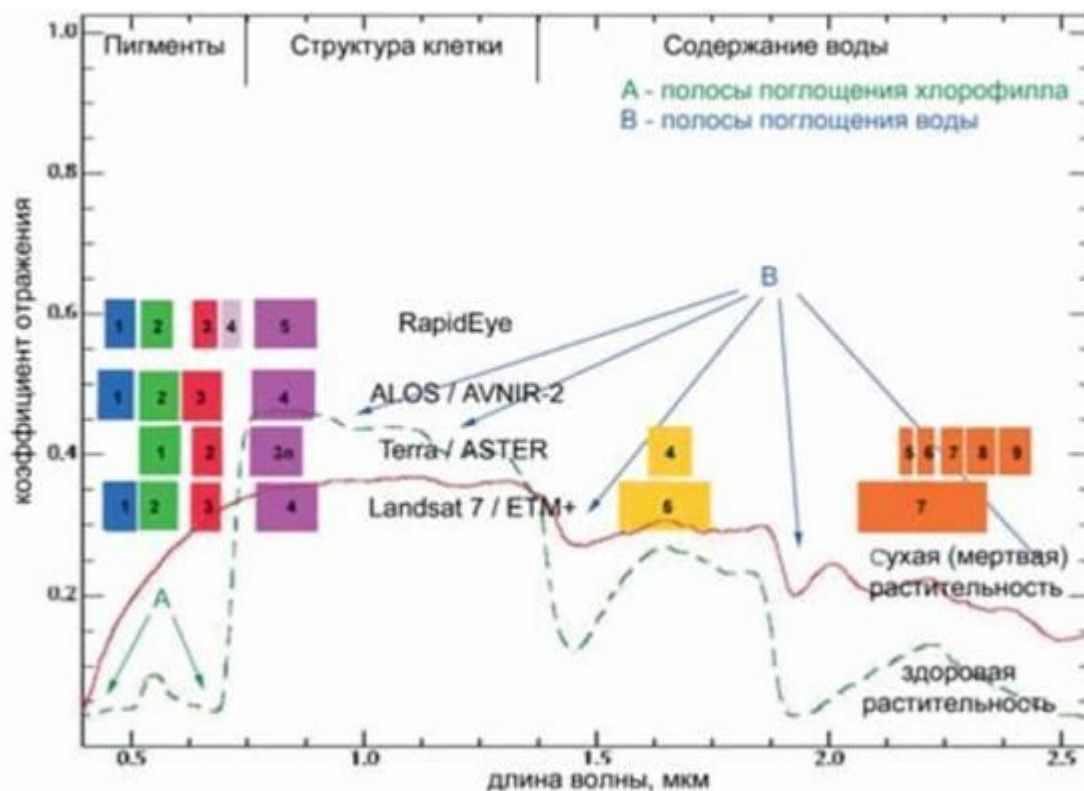 1.0
Пигменты
Структура клетки
Содержание воды
А - полосы поглощения хлорофилла
В - полосы поглощения воды
0.8
В
0.6
1 2 3 4 5
RapidEye
1 2 3 4
ALOS / AVNIR-2
0.4
1 2 3n
Terra / ASTER
4
5 6 7 8 9
1 2 3 4
Landsat 7 / ETM+
5
7
Сухая (мертвая)
растительность
0.2
А
здоровая
растительность
0.5 1.0 1.5 2.0 2.5
длина волны, мкм
коэффициент отражения